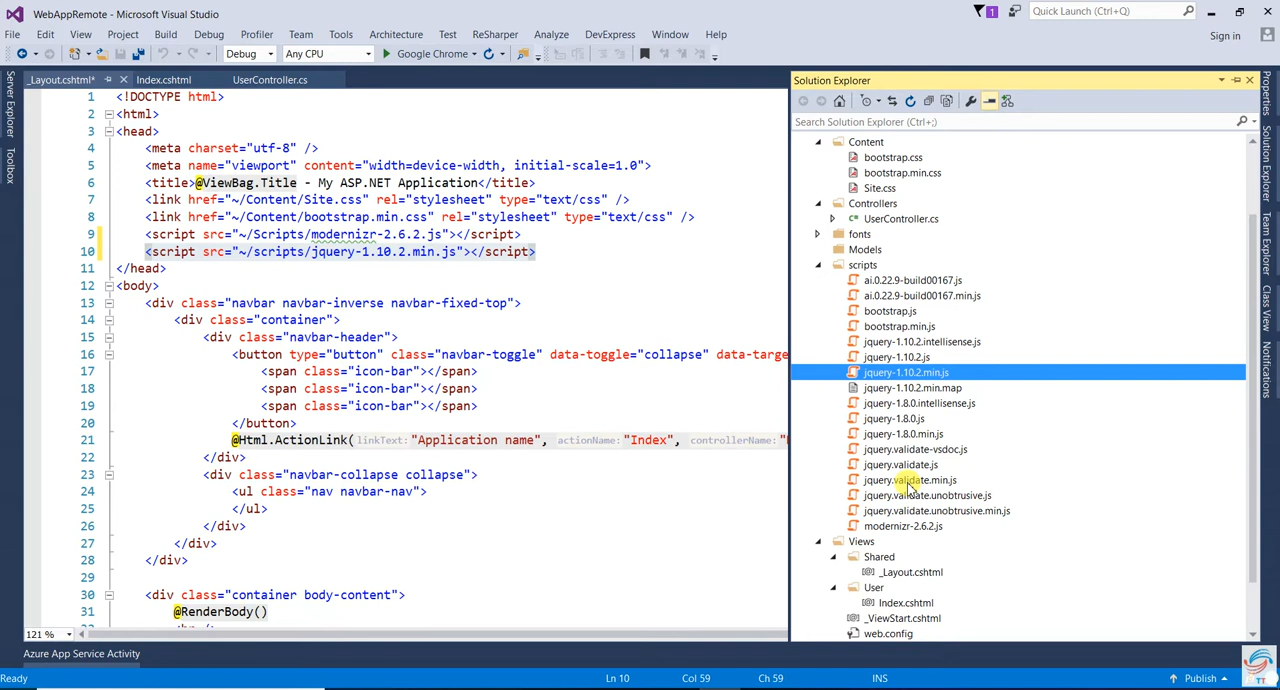 WebAppRemote - Microsoft Visual Studio
1
Quick Launch (Ctrl+Q)
File Edit View Project Build Debug Profiler Team Tools Architecture Test ReSharper Analyze DevExpress Window Help
Sign in
Debug Any CPU Google Chrome
_Layout.cshtml* Index.cshtml UserController.cs
Server Explorer
Toolbox
1 <!DOCTYPE html>
2 <html>
3 <head>
4 <meta charset="utf-8" />
5 <meta name="viewport" content="width=device-width, initial-scale=1.0">
6 <title>@ViewBag.Title - My ASP.NET Application</title>
7 <link href="~/Content/Site.css" rel="stylesheet" type="text/css" />
8 <link href="~/Content/bootstrap.min.css" rel="stylesheet" type="text/css" />
9 <script src="~/Scripts/modernizr-2.6.2.js"></script>
10 <script src="~/scripts/jquery-1.10.2.min.js"></script>
11 </head>
12 <body>
13 <div class="navbar navbar-inverse navbar-fixed-top">
14 <div class="container">
15 <div class="navbar-header">
16 <button type="button" class="navbar-toggle" data-toggle="collapse" data-targe
17 <span class="icon-bar"></span>
18 <span class="icon-bar"></span>
19 <span class="icon-bar"></span>
20 </button>
21 @Html.ActionLink(linkText:"Application name", actionName:"Index", controllerName:"
22 </div>
23 <div class="navbar-collapse collapse">
24 <ul class="nav navbar-nav">
25 </ul>
26 </div>
27 </div>
28 </div>
29
30 <div class="container body-content">
31 @RenderBody()
121 %
Solution Explorer
Search Solution Explorer (Ctrl+;)
Content
bootstrap.css
bootstrap.min.css
Site.css
Controllers
UserController.cs
fonts
Models
scripts
ai.0.22.9-build00167.js
ai.0.22.9-build00167.min.js
bootstrap.js
bootstrap.min.js
jquery-1.10.2.intellisense.js
jquery-1.10.2.js
jquery-1.10.2.min.js
jquery-1.10.2.min.map
jquery-1.8.0.intellisense.js
jquery-1.8.0.js
jquery-1.8.0.min.js
jquery.validate-vsdoc.js
jquery.validate.js
jquery.validate.min.js
jquery.validate.unobtrusive.js
jquery.validate.unobtrusive.min.js
modernizr-2.6.2.js
Views
Shared
_Layout.cshtml
User
Index.cshtml
_ViewStart.cshtml
web.config
Properties
Solution Explorer
Team Explorer
Class View
Notifications
Azure App Service Activity
Ready Ln 10 Col 59 Ch 59 INS Publish